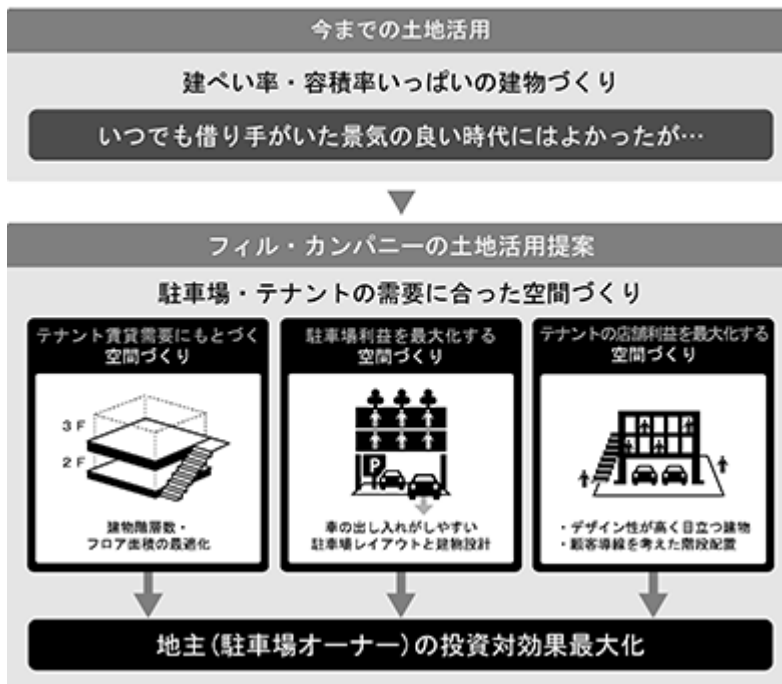 今までの土地活用
建ぺい率・容積率いっぱいの建物づくり
いつでも借り手がいた景気の良い時代にはよかったが…
フィル・カンパニーの土地活用提案
駐車場・テナントの需要に合った空間づくり
テナント賃貸需要にもとづく
空間づくり
3F
2F
建物階層数・
フロア面積の最適化
駐車場利益を最大化する
空間づくり
P
車の出し入れがしやすい
駐車場レイアウトと建物設計
テナントの店舗利益を最大化する
空間づくり
・デザイン性が高く目立つ建物
・顧客導線を考えた階段配置
地主(駐車場オーナー)の投資対効果最大化